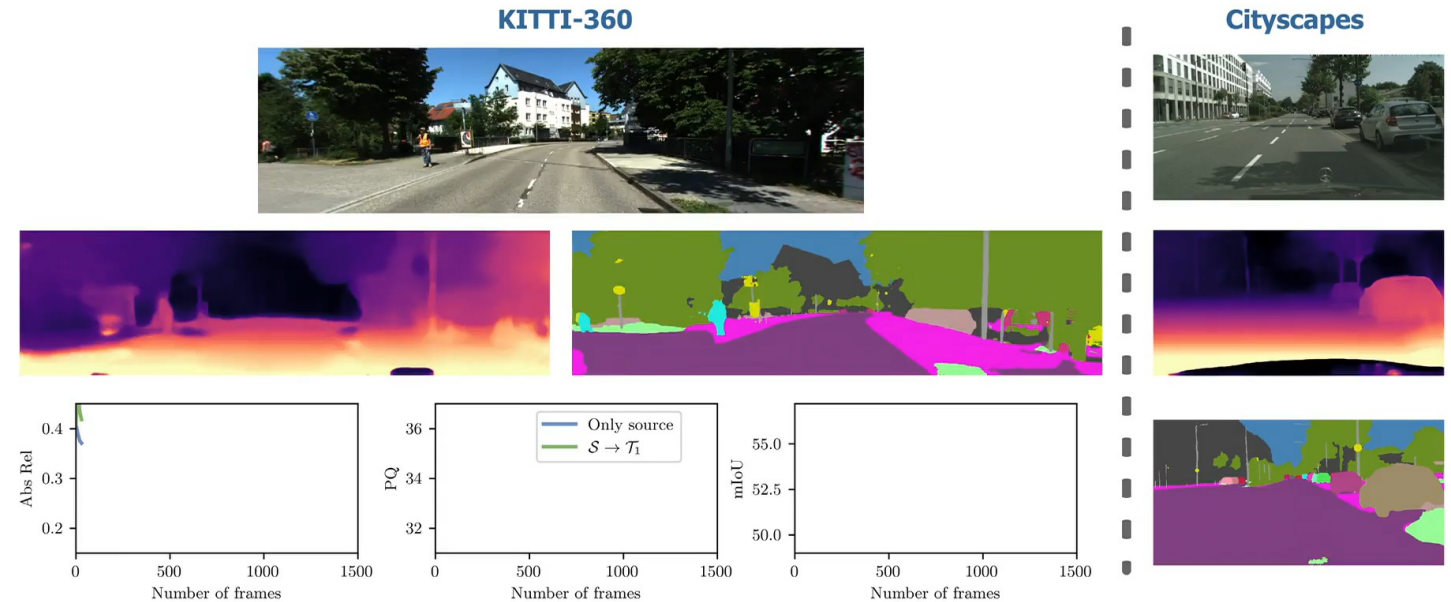 KITTI-360
Cityscapes
0.4
0.3
0.2
Abs Rel
0
500
1000
1500
Number of frames
36
34
32
PQ
Only source
𝒮 → 𝒯₁
0
500
1000
1500
Number of frames
55.0
52.5
50.0
mIoU
0
500
1000
1500
Number of frames